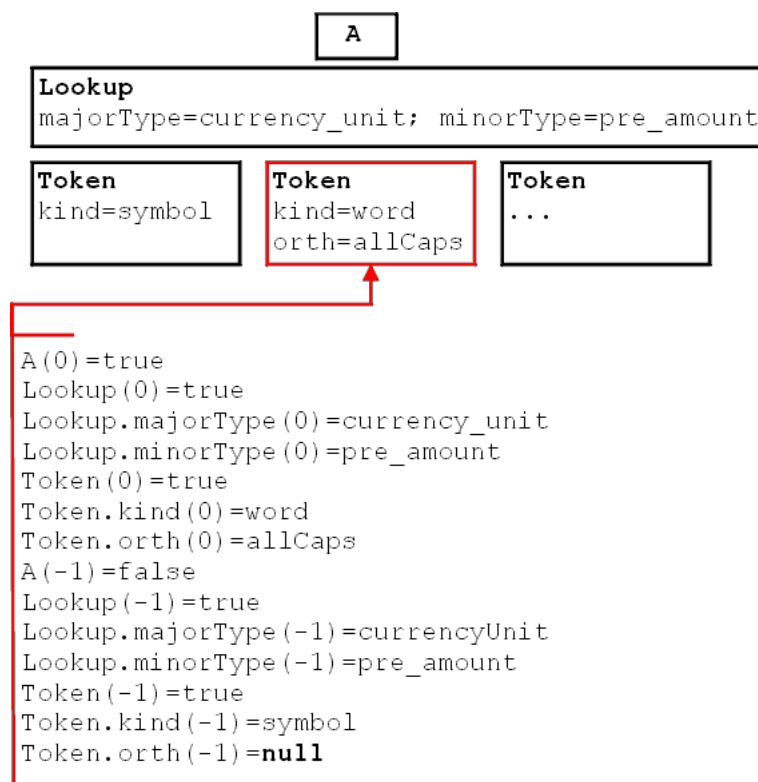 A
Lookup
majorType=currency_unit; minorType=pre_amount
Token
kind=symbol
Token
kind=word
orth=allCaps
Token
...
A(0)=true
Lookup(0)=true
Lookup.majorType(0)=currency_unit
Lookup.minorType(0)=pre_amount
Token(0)=true
Token.kind(0)=word
Token.orth(0)=allCaps
A(-1)=false
Lookup(-1)=true
Lookup.majorType(-1)=currencyUnit
Lookup.minorType(-1)=pre_amount
Token(-1)=true
Token.kind(-1)=symbol
Token.orth(-1)=null